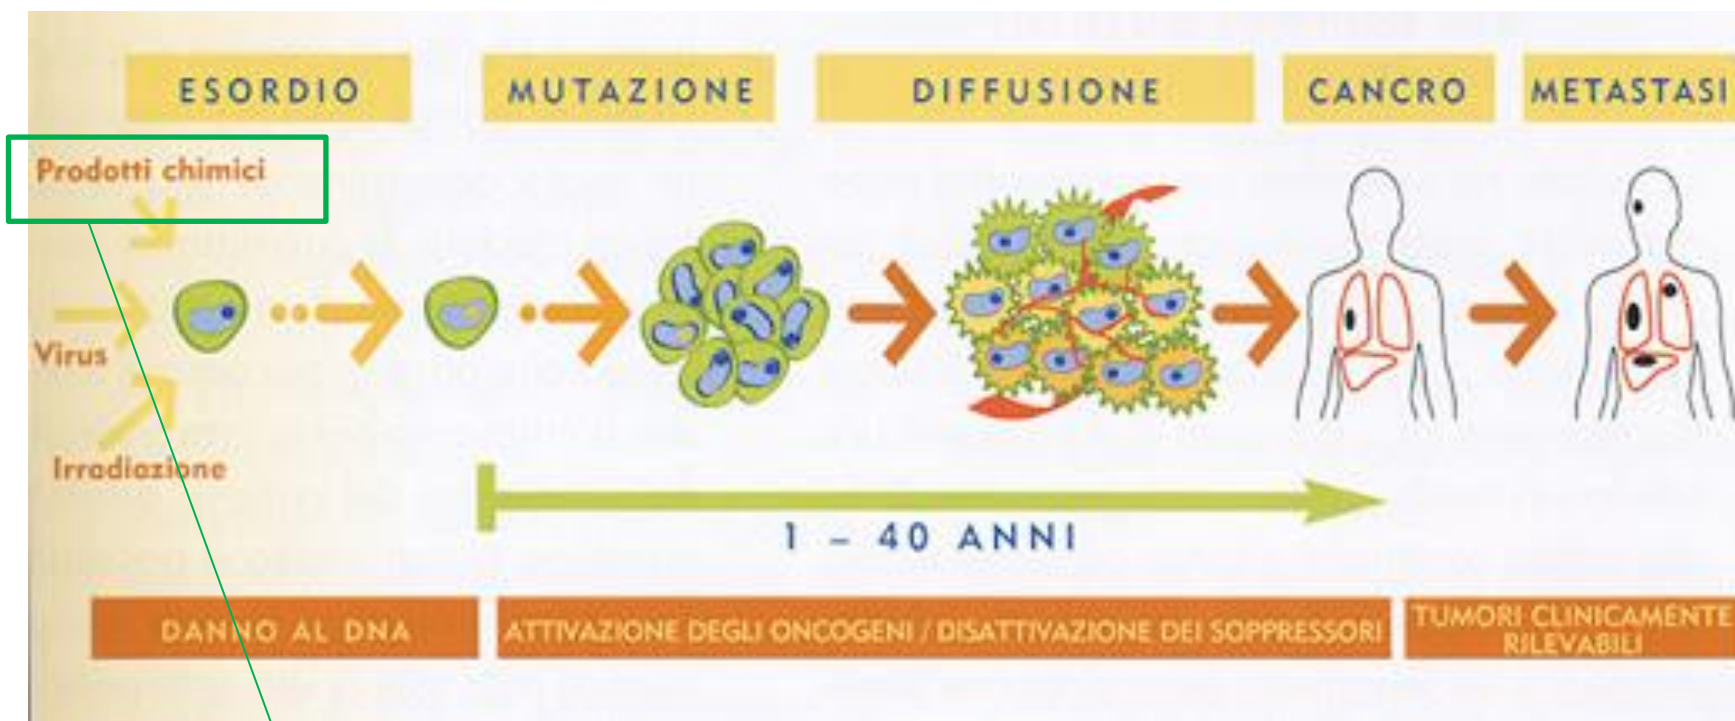 ESORDIO
MUTAZIONE
DIFFUSIONE
CANCRO
METASTASI
Prodotti chimici
Virus
Irradiazione
1 – 40 ANNI
DANNO AL DNA
ATTIVAZIONE DEGLI ONCOGENI / DISATTIVAZIONE DEI SOPPRESSORI
TUMORI CLINICAMENTE
RILEVABILI